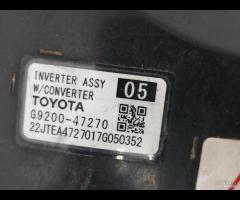 INVERTER ASSY 05
W/CONVERTER
TOYOTA
G9200-47270
22JTEA4727017G050352